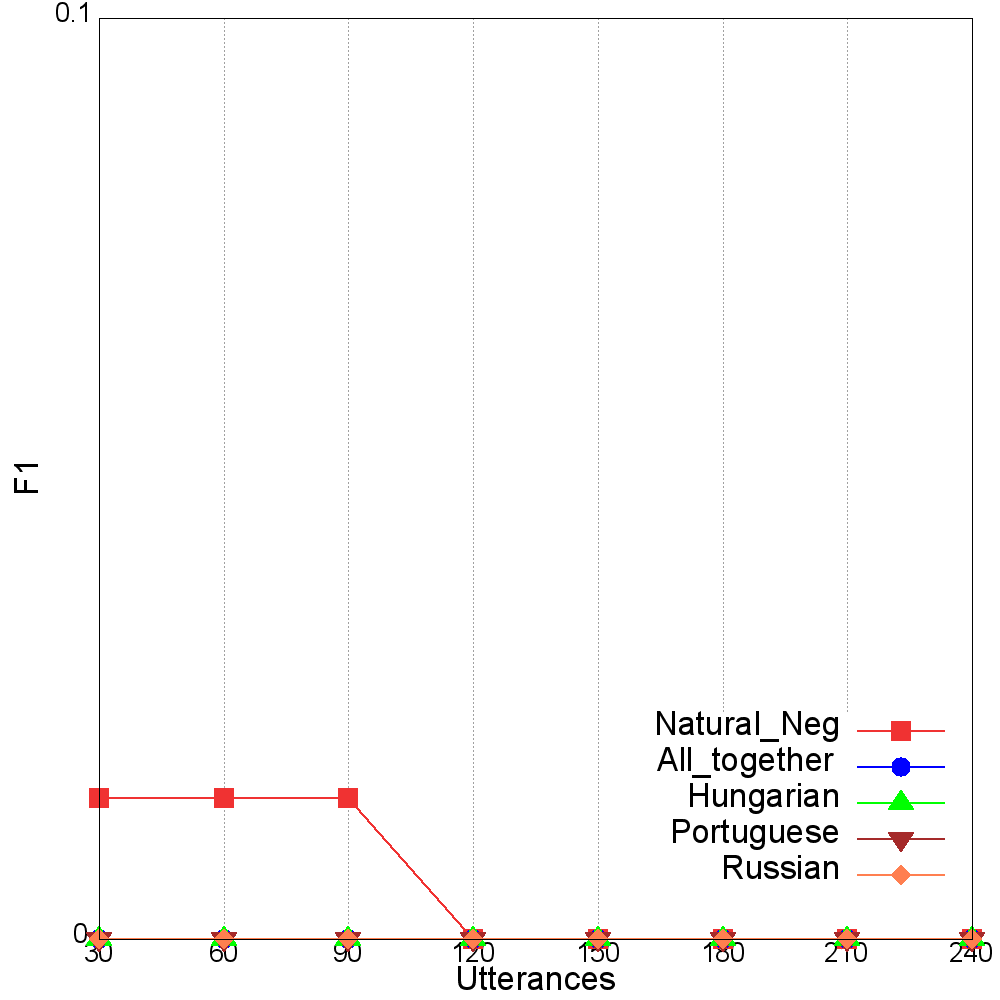 0.1
F1
Natural_Neg
All_together
Hungarian
Portuguese
Russian
0
30 60 90 120 150 180 210 240
Utterances